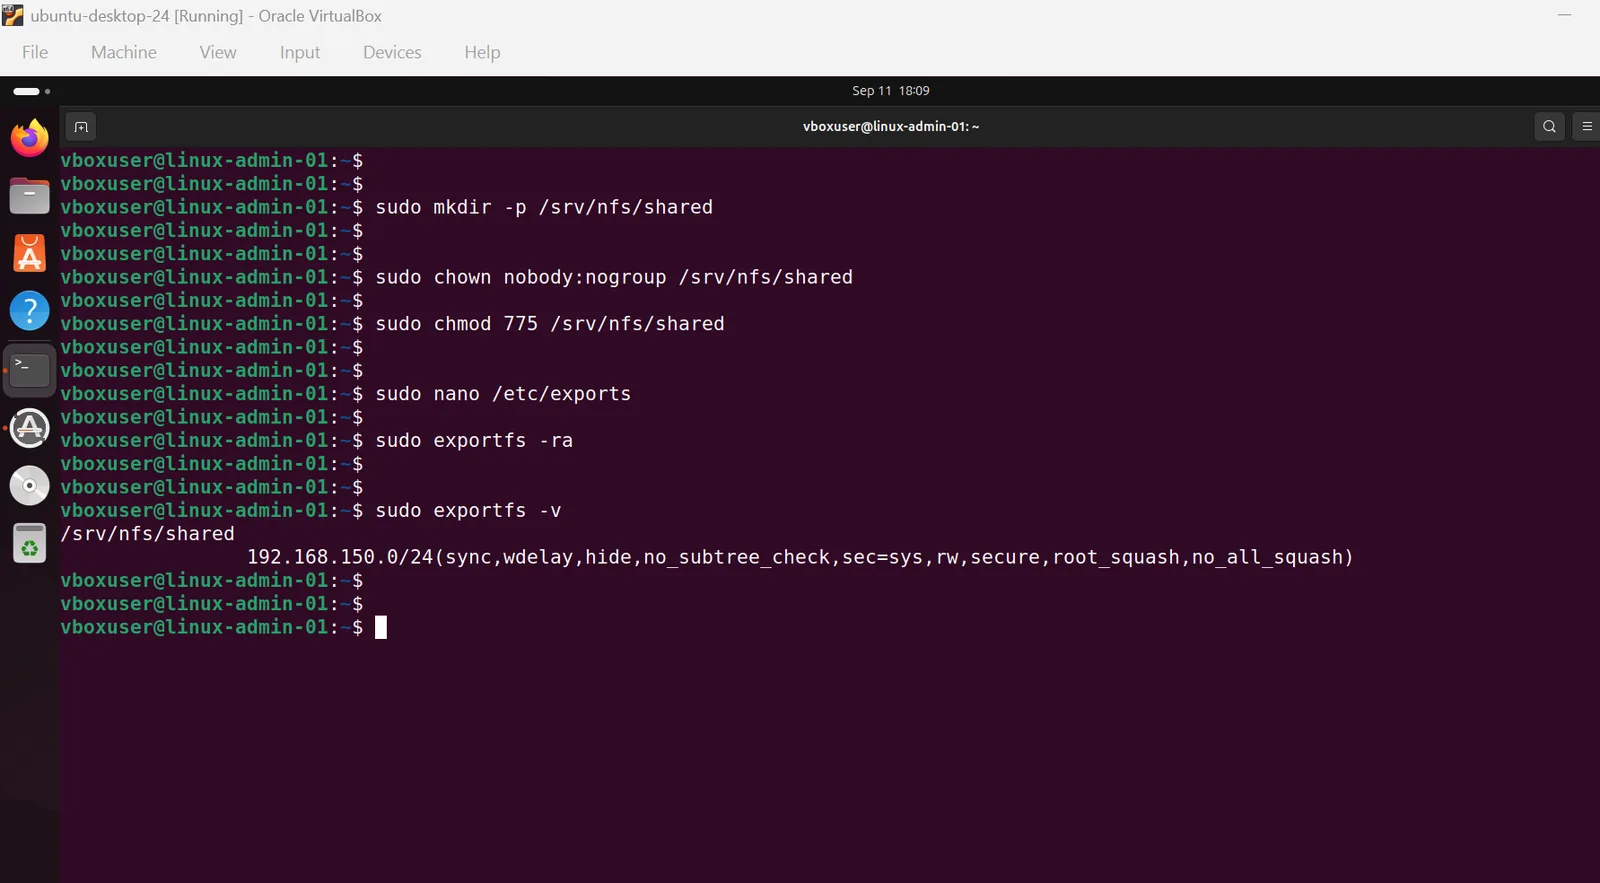 ubuntu-desktop-24 [Running] - Oracle VirtualBox
File Machine View Input Devices Help
Sep 11 18:09
vboxuser@linux-admin-01: ~
vboxuser@linux-admin-01:~$
vboxuser@linux-admin-01:~$
vboxuser@linux-admin-01:~$ sudo mkdir -p /srv/nfs/shared
vboxuser@linux-admin-01:~$
vboxuser@linux-admin-01:~$
vboxuser@linux-admin-01:~$ sudo chown nobody:nogroup /srv/nfs/shared
vboxuser@linux-admin-01:~$
vboxuser@linux-admin-01:~$ sudo chmod 775 /srv/nfs/shared
vboxuser@linux-admin-01:~$
vboxuser@linux-admin-01:~$
vboxuser@linux-admin-01:~$ sudo nano /etc/exports
vboxuser@linux-admin-01:~$
vboxuser@linux-admin-01:~$ sudo exportfs -ra
vboxuser@linux-admin-01:~$
vboxuser@linux-admin-01:~$
vboxuser@linux-admin-01:~$ sudo exportfs -v
/srv/nfs/shared
192.168.150.0/24(sync,wdelay,hide,no_subtree_check,sec=sys,rw,secure,root_squash,no_all_squash)
vboxuser@linux-admin-01:~$
vboxuser@linux-admin-01:~$
vboxuser@linux-admin-01:~$